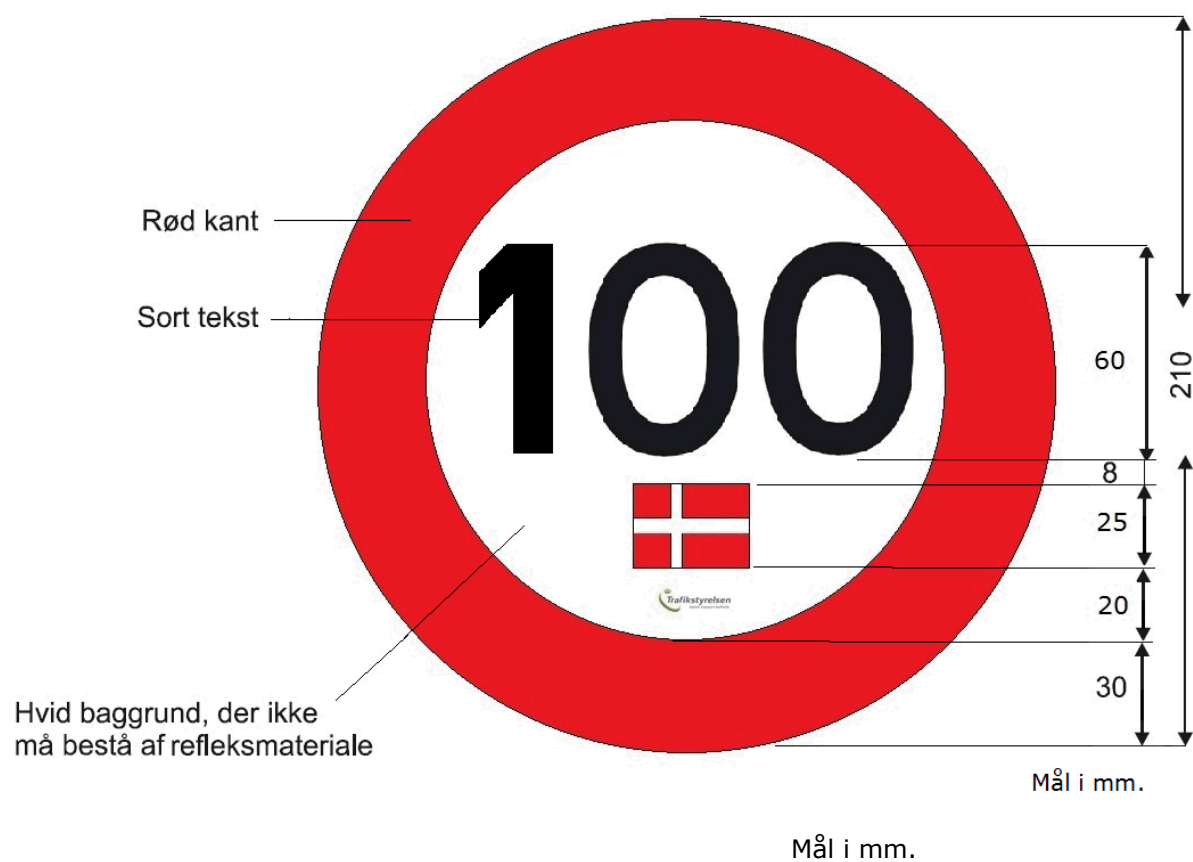 Rød kant
Sort tekst
100
60
210
8
25
Trafikstyrelsen
20
30
Hvid baggrund, der ikke
må bestå af refleksmateriale
Mål i mm.
Mål i mm.